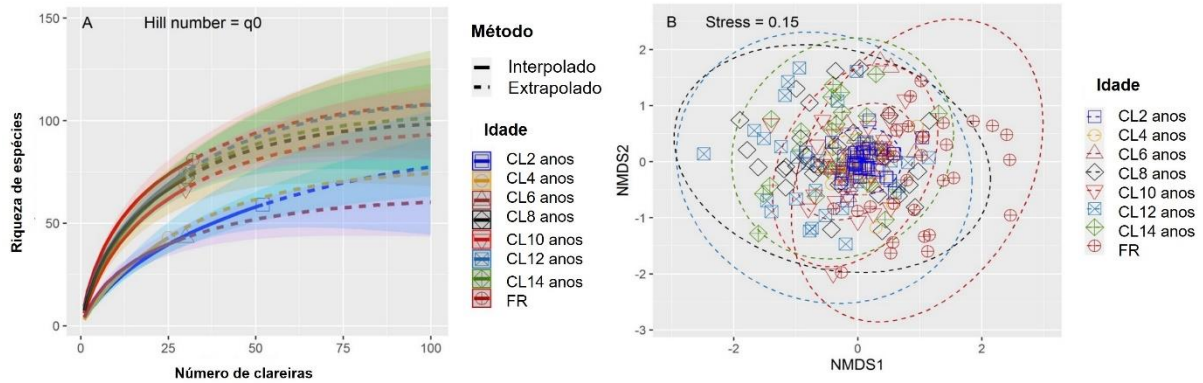 A
Hill number = q0
Riqueza de espécies
150
100
50
0
0
25
50
75
100
Número de clareiras
Método
Interpolado
Extrapolado
Idade
CL2 anos
CL4 anos
CL6 anos
CL8 anos
CL10 anos
CL12 anos
CL14 anos
FR
B
Stress = 0.15
NMDS2
2
1
0
-1
-2
-3
-2
0
2
NMDS1
Idade
CL2 anos
CL4 anos
CL6 anos
CL8 anos
CL10 anos
CL12 anos
CL14 anos
FR